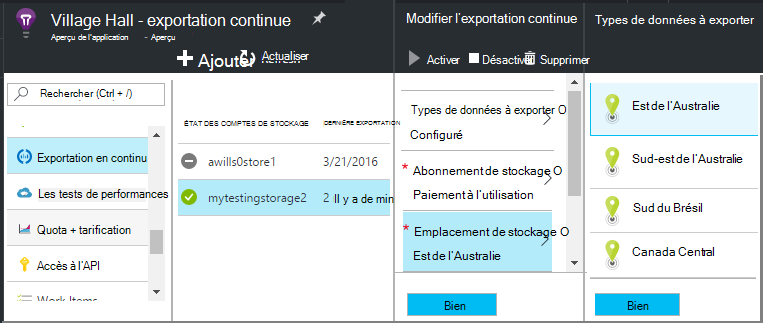 Village Hall - exportation continue
Aperçu de l'application - Aperçu
Ajouter
Actualiser
Rechercher (Ctrl + /)
Exportation en continu
Les tests de performances
Quota + tarification
Accès à l'API
Work Items
ÉTAT DES COMPTES DE STOCKAGE
DERNIÈRE EXPORTATION
awills0store1 3/21/2016
mytestingstorage2 2 Il y a de min
Modifier l'exportation continue
Activer
Désactiver
Supprimer
Types de données à exporter O
Configuré
* Abonnement de stockage O
Paiement à l'utilisation
* Emplacement de stockage O
Est de l'Australie
Bien
Types de données à exporter
Est de l'Australie
Sud-est de l'Australie
Sud du Brésil
Canada Central
Bien